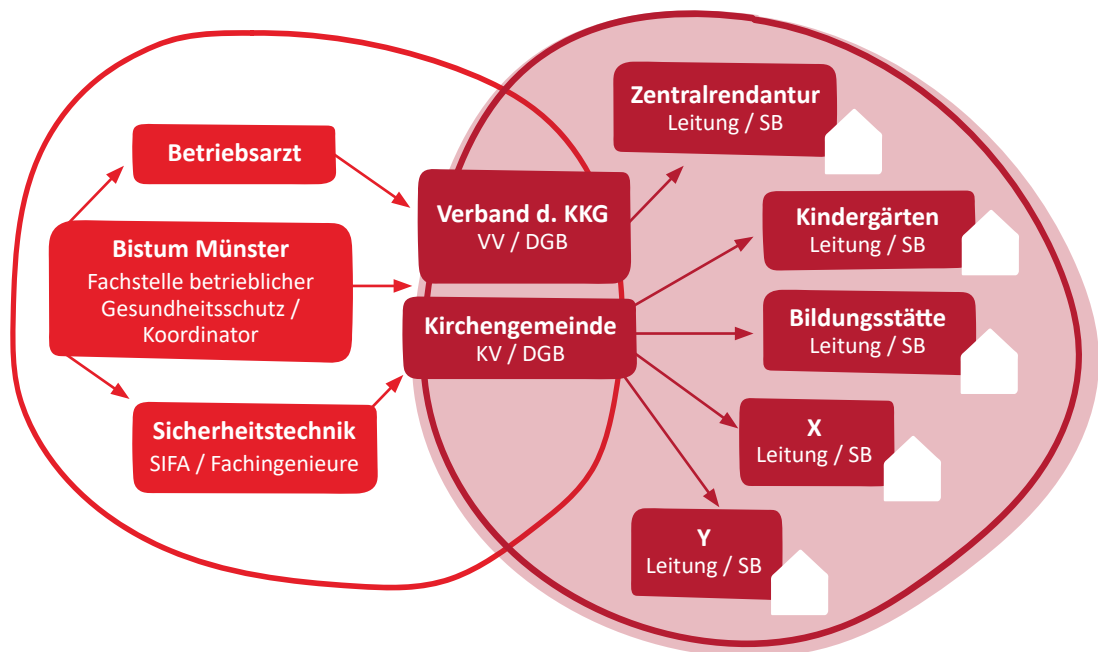 Betriebsarzt
Bistum Münster
Fachstelle betrieblicher
Gesundheitsschutz /
Koordinator
Sicherheitstechnik
SIFA / Fachingenieure
Verband d. KKG
VV / DGB
Kirchengemeinde
KV / DGB
Zentralrendantur
Leitung / SB
Kindergärten
Leitung / SB
Bildungsstätte
Leitung / SB
X
Leitung / SB
Y
Leitung / SB